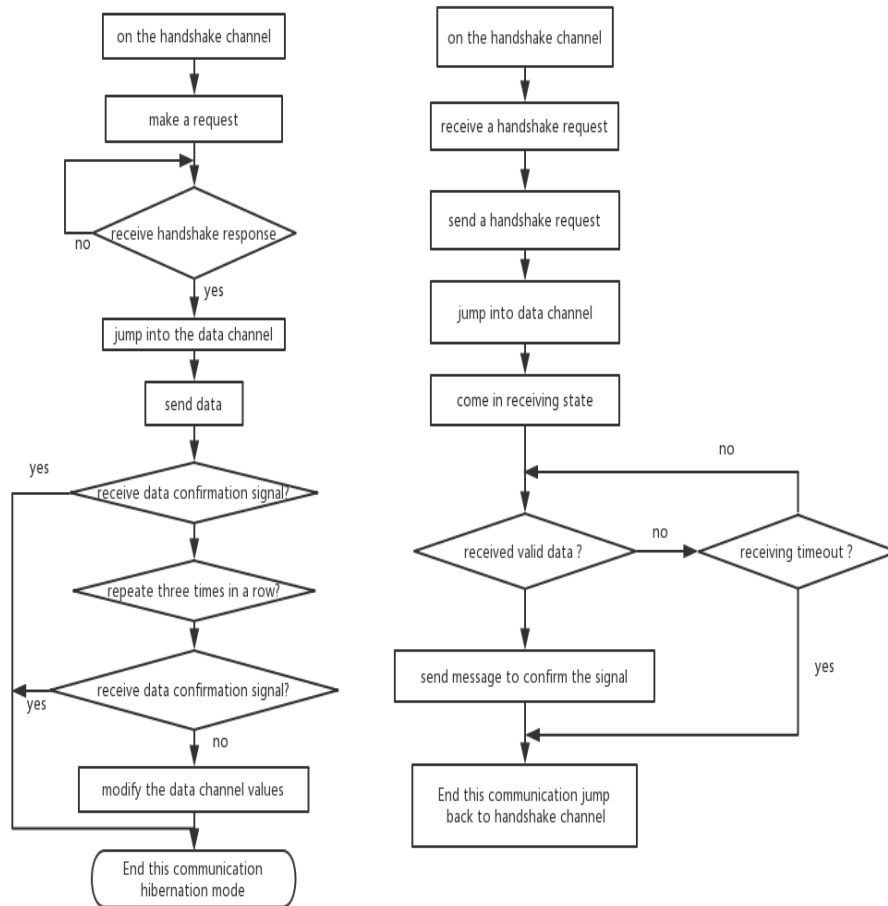 on the handshake channel
make a request
receive handshake response
no
yes
jump into the data channel
send data
yes
receive data confirmation signal?
repeate three times in a row?
receive data confirmation signal?
yes
no
modify the data channel values
End this communication
hibernation mode
on the handshake channel
receive a handshake request
send a handshake request
jump into data channel
come in receiving state
no
received valid data ?
no
receiving timeout ?
yes
send message to confirm the signal
End this communication jump
back to handshake channel